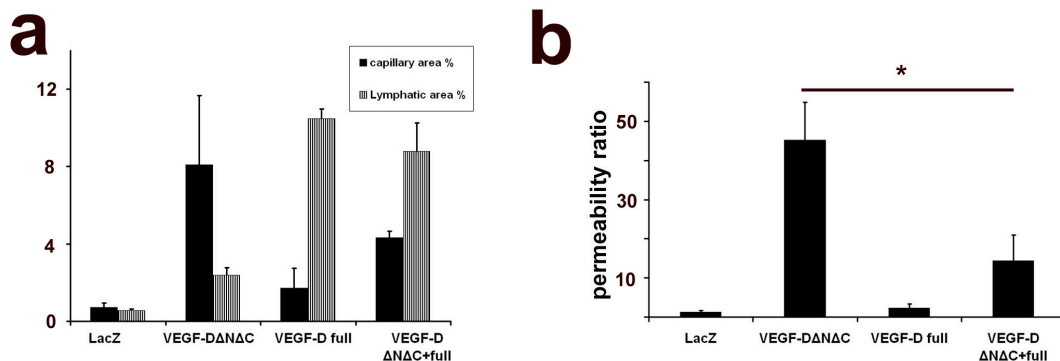 a
capillary area %
Lymphatic area %
12
8
4
0
LacZ
VEGF-DΔNΔC
VEGF-D full
VEGF-D
ΔNΔC+full
b
*
permeability ratio
50
30
10
LacZ
VEGF-DΔNΔC
VEGF-D full
VEGF-D
ΔNΔC+full